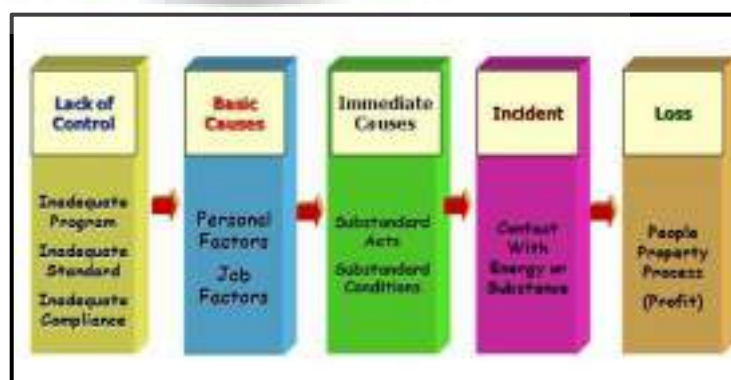 Lack of
Control
Inadequate
Program
Inadequate
Standard
Inadequate
Compliance
Basic
Causes
Personal
Factors
Job
Factors
Immediate
Causes
Substandard
Acts
Substandard
Conditions
Incident
Contact
With
Energy or
Substance
Loss
People
Property
Process
(Profit)